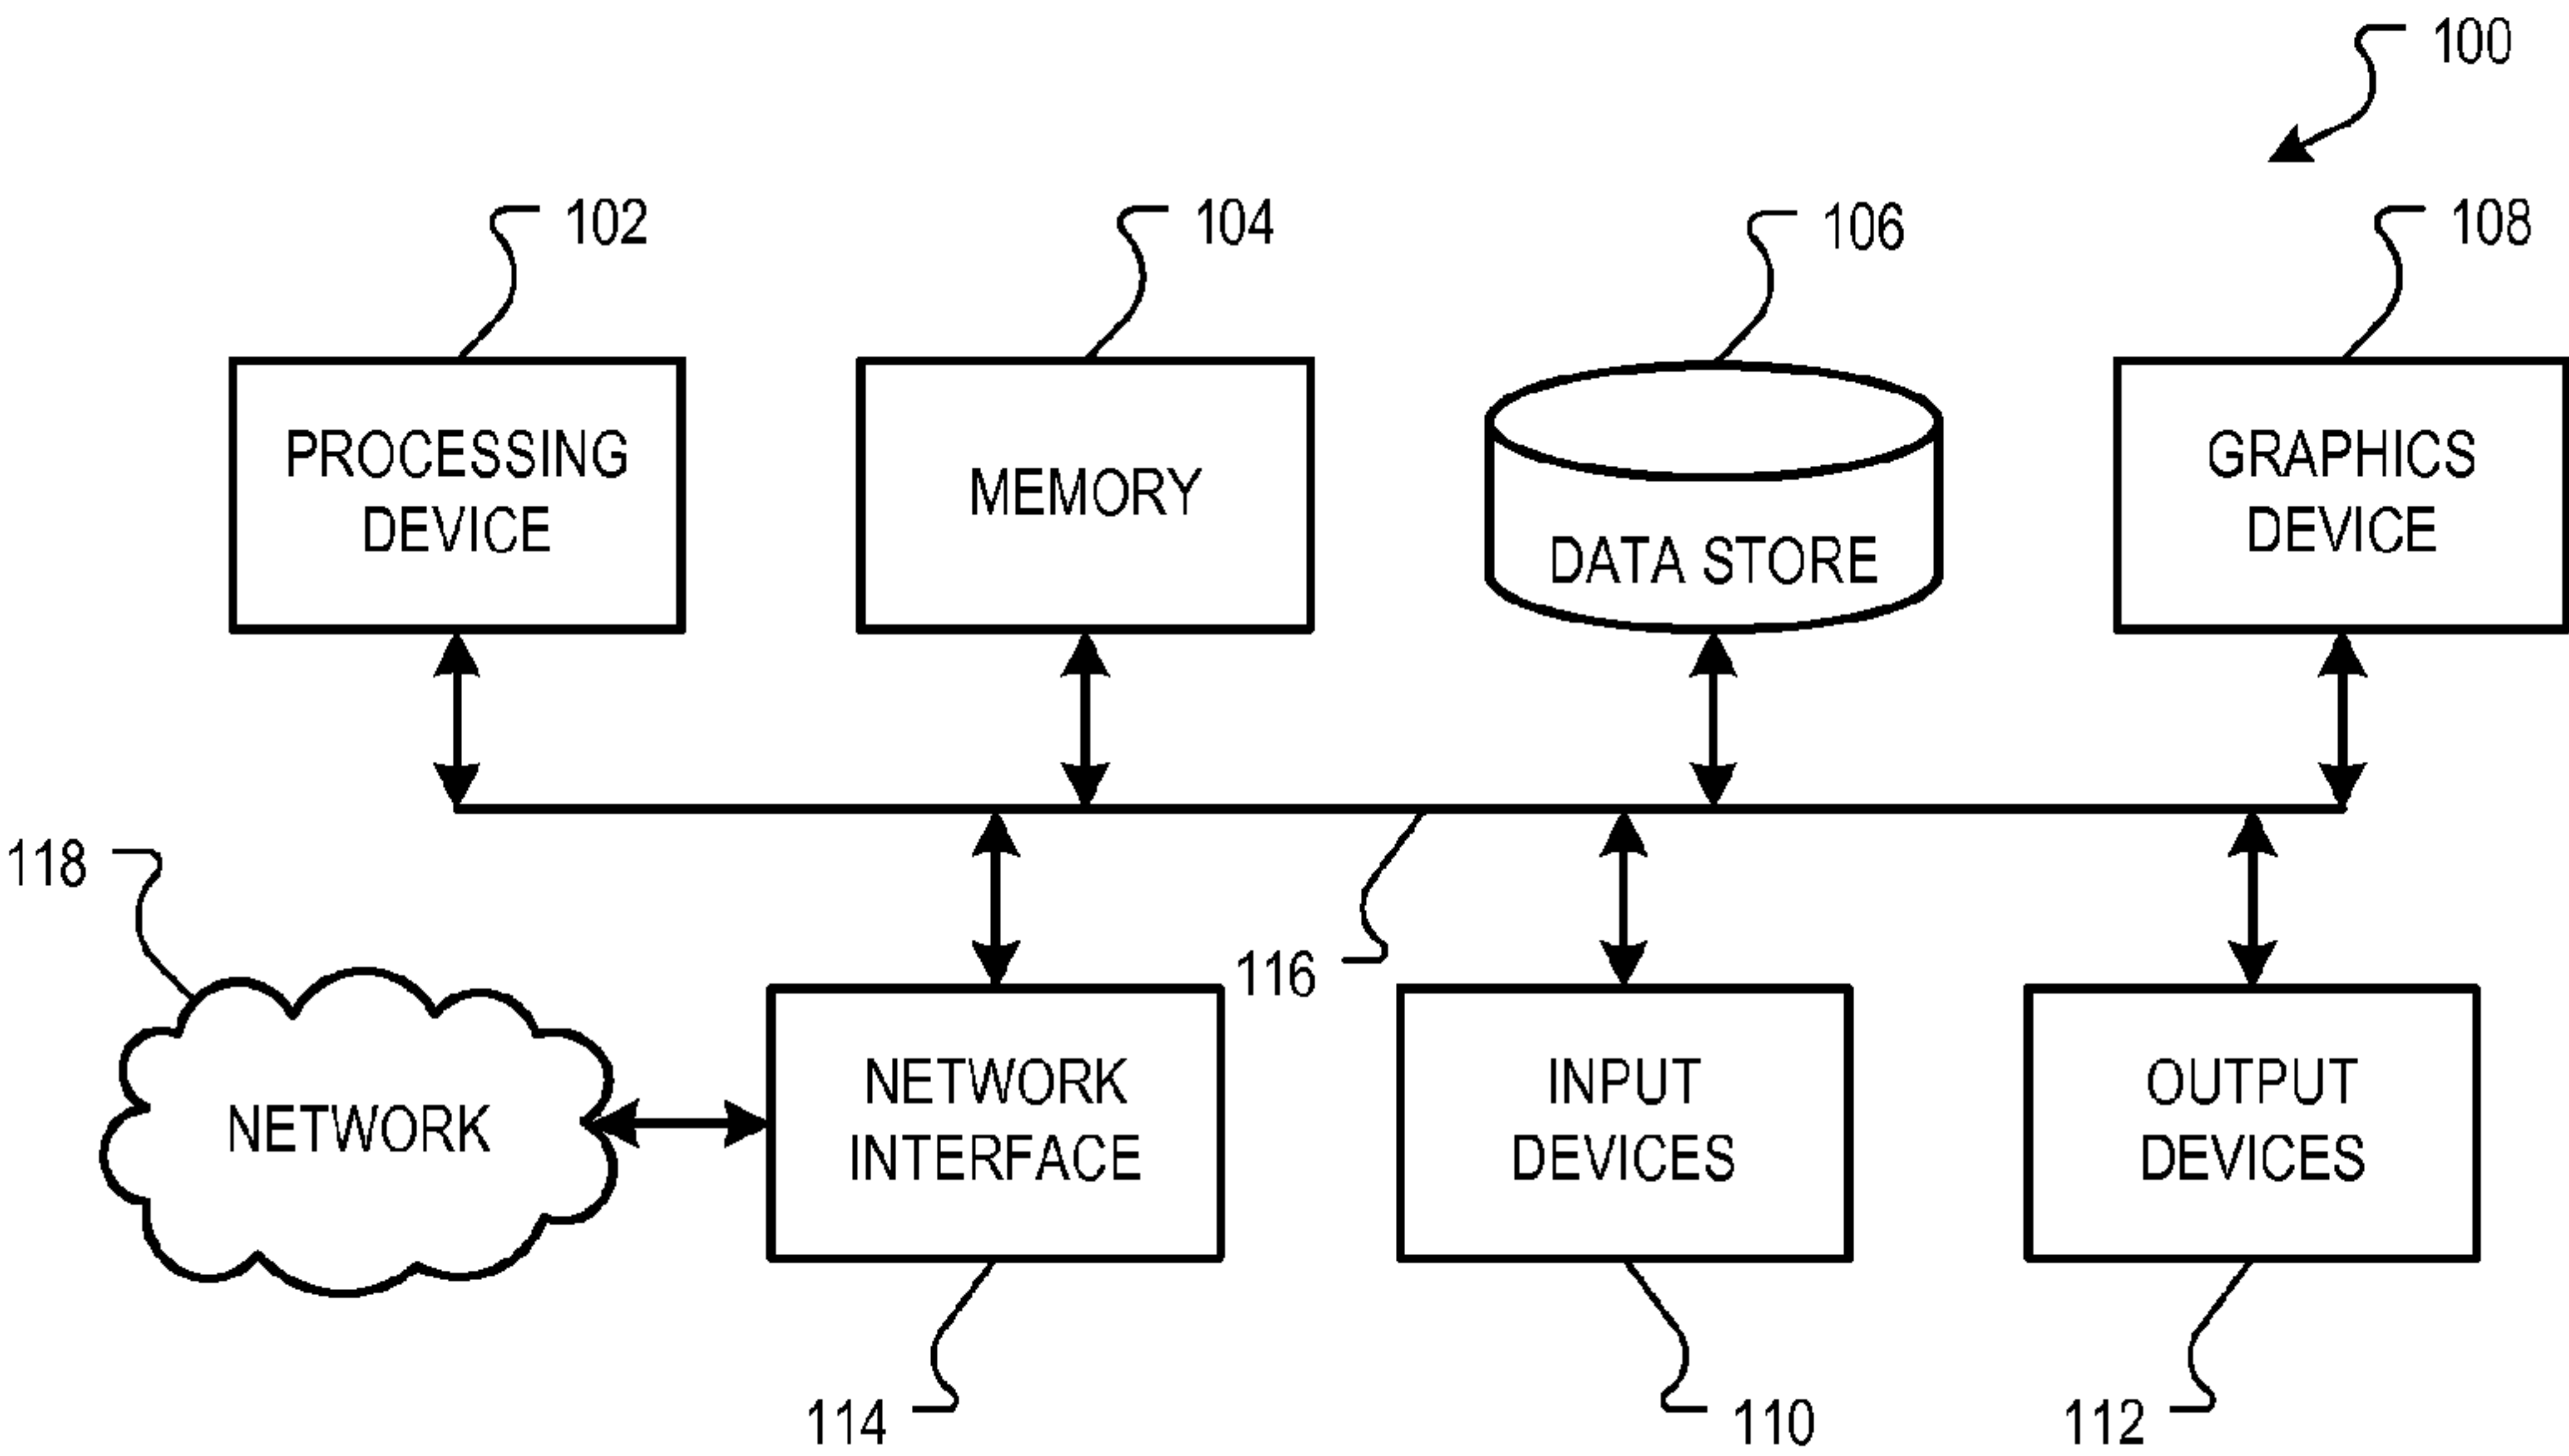 100
102
104
106
108
PROCESSING
DEVICE
MEMORY
DATA STORE
GRAPHICS
DEVICE
118
116
NETWORK
NETWORK
INTERFACE
INPUT
DEVICES
OUTPUT
DEVICES
114
110
112